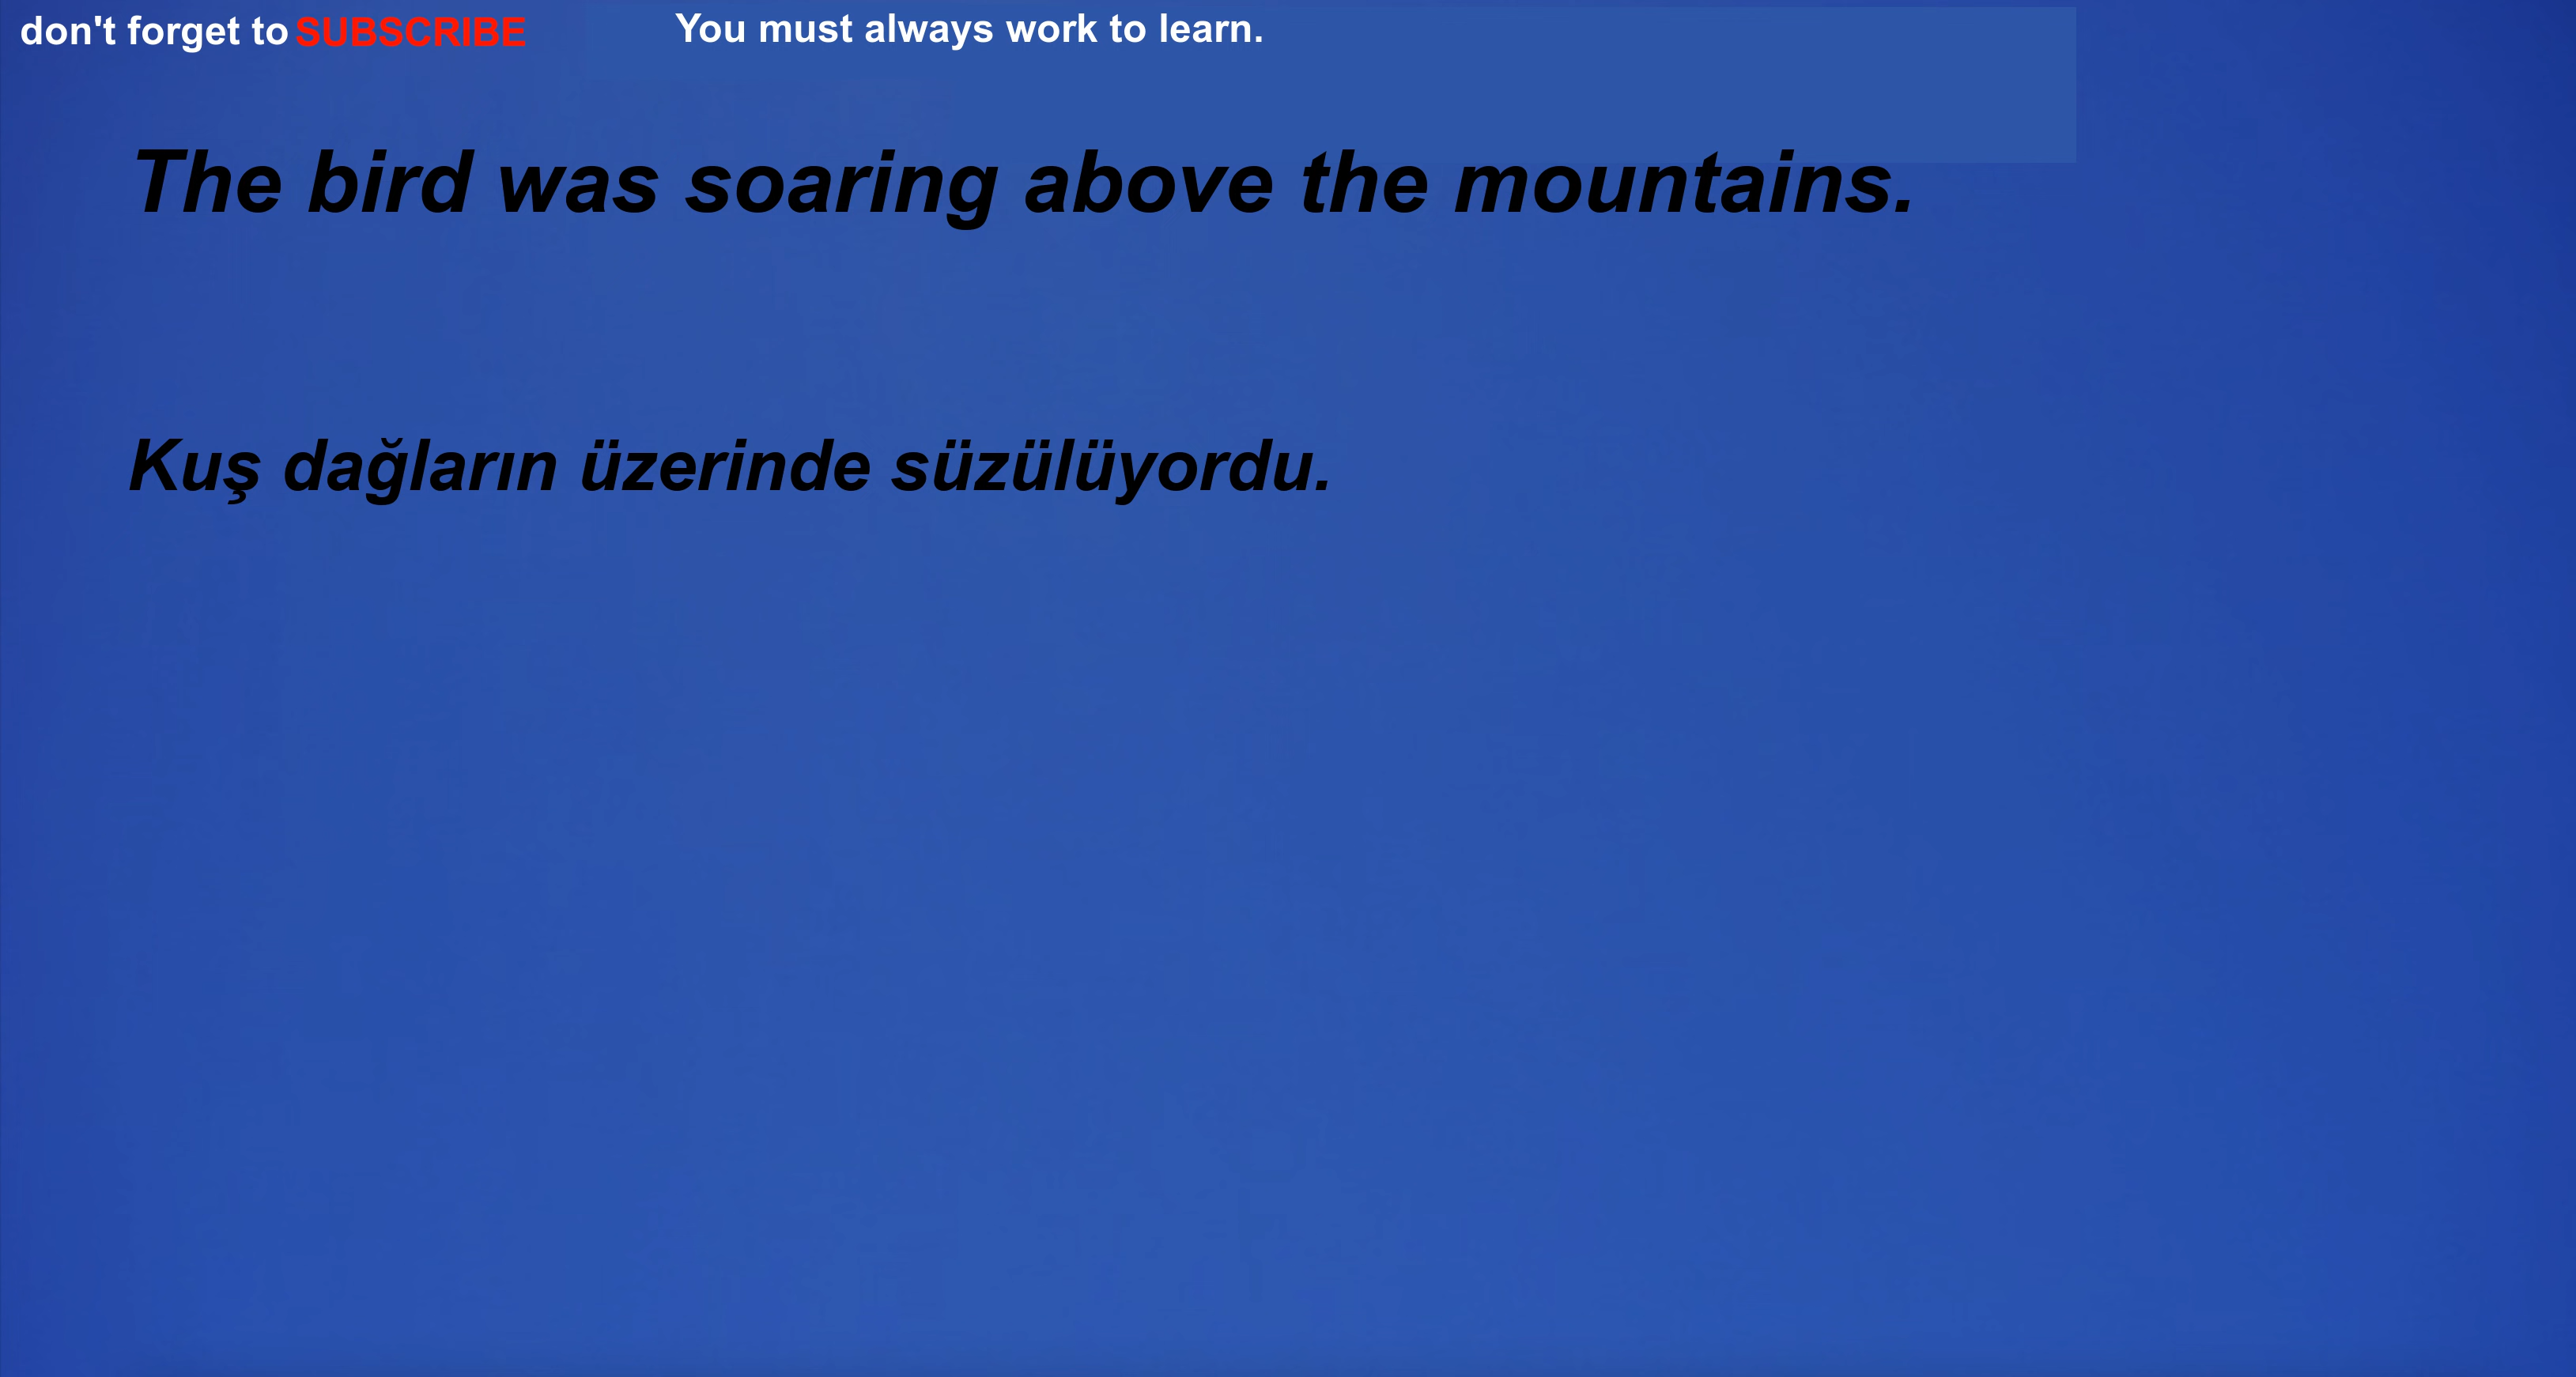 don't forget to SUBSCRIBE
You must always work to learn.
The bird was soaring above the mountains.
Kuş dağların üzerinde süzülüyordu.